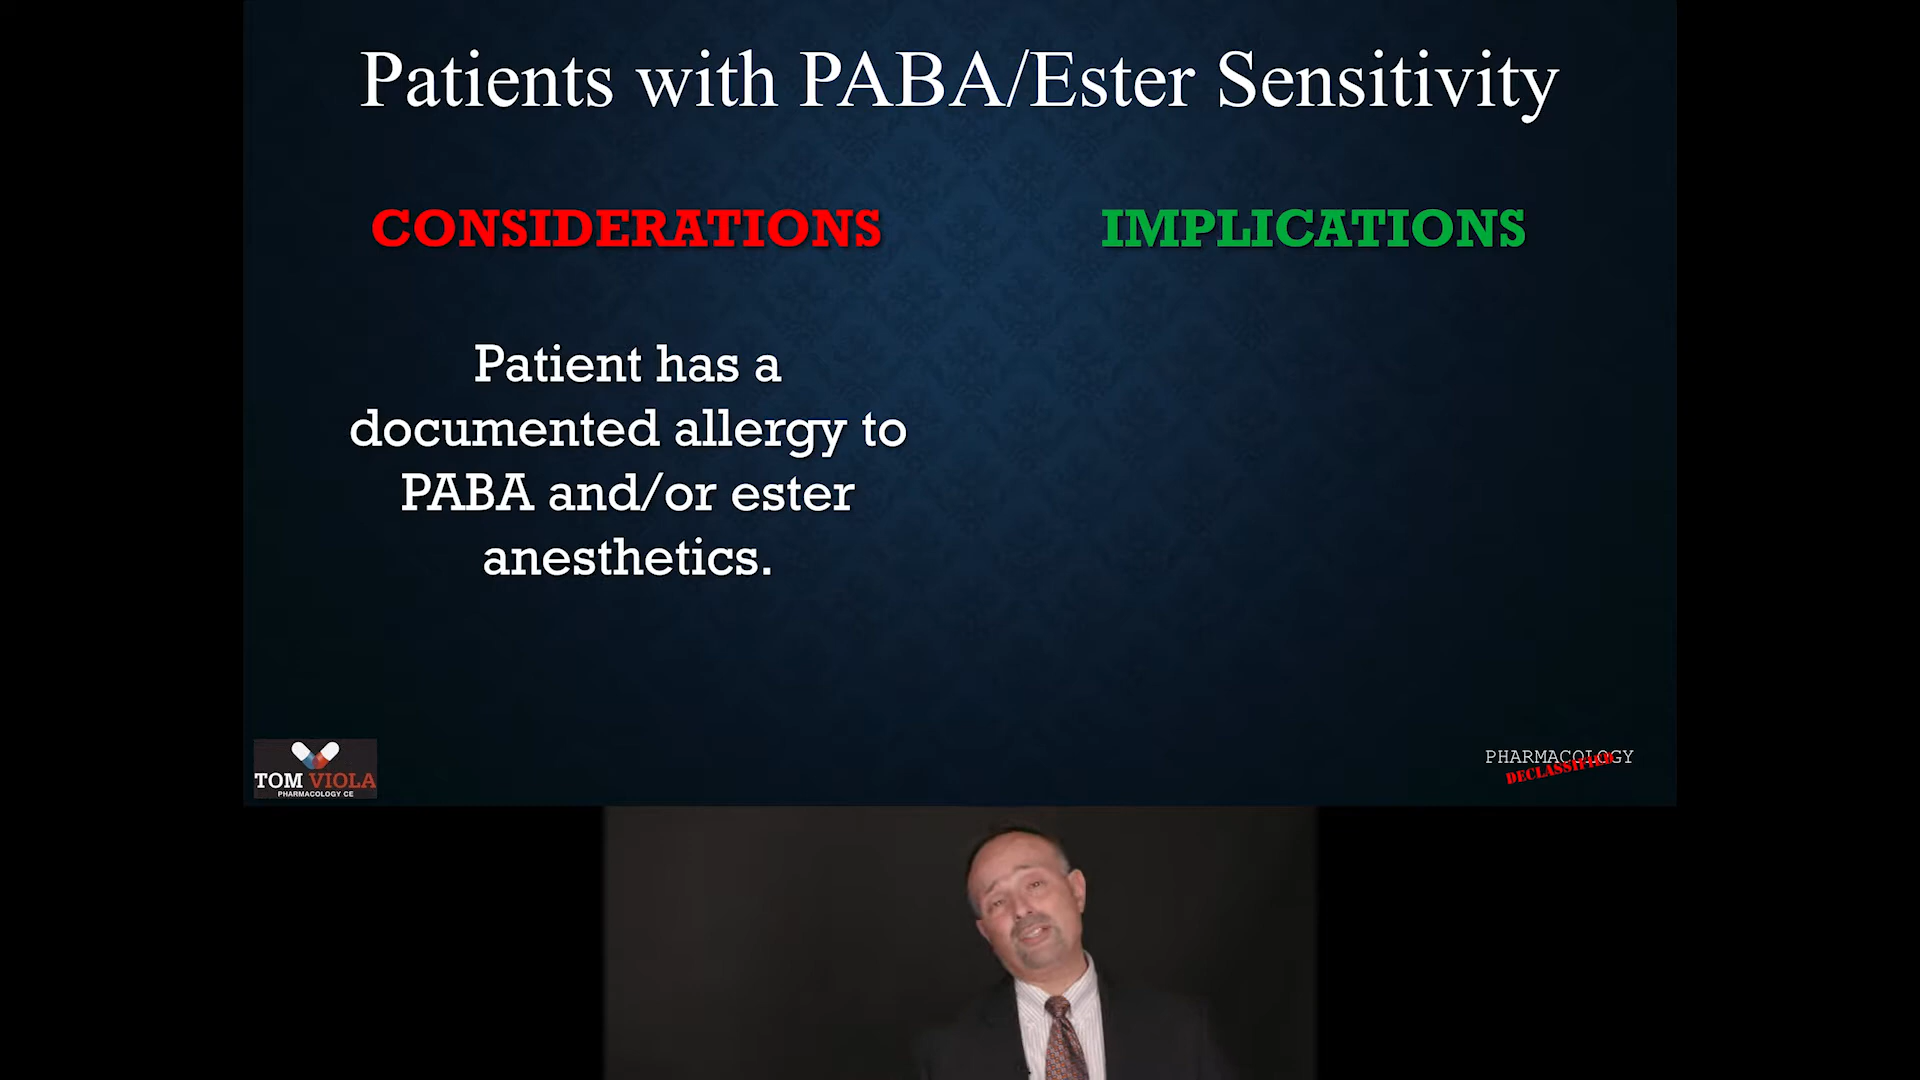 Patients with PABA/Ester Sensitivity
CONSIDERATIONS
IMPLICATIONS
Patient has a
documented allergy to
PABA and/or ester
anesthetics.
TOM VIOLA
PHARMACOLOGY CE
PHARMACOLOGY
DECLASSIFIED